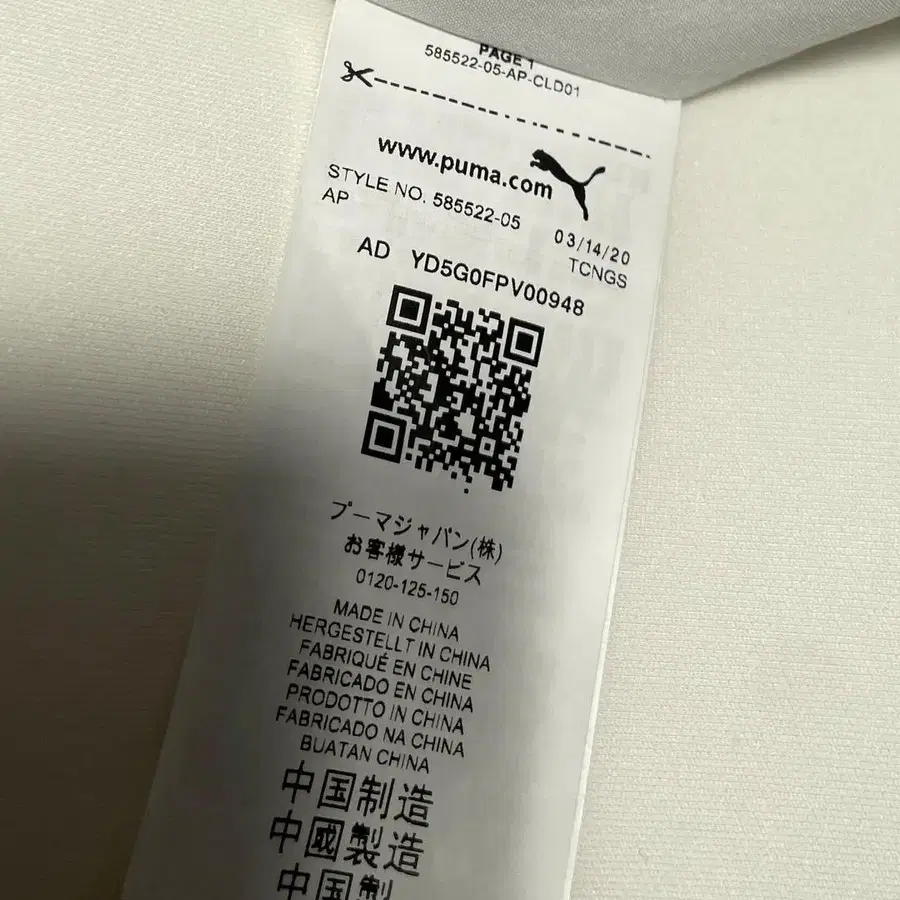 PAGE 1
585522-05-AP-CLD01
www.puma.com
STYLE NO. 585522-05
AP
03/14/20
TCNGS
AD YD5G0FPV00948
プーマジャパン(株)
お客様サービス
0120-125-150
MADE IN CHINA
HERGESTELLT IN CHINA
FABRIQUÉ EN CHINE
FABRICADO EN CHINA
PRODOTTO IN CHINA
FABRICADO NA CHINA
BUATAN CHINA
中国制造
中國製造
中国制